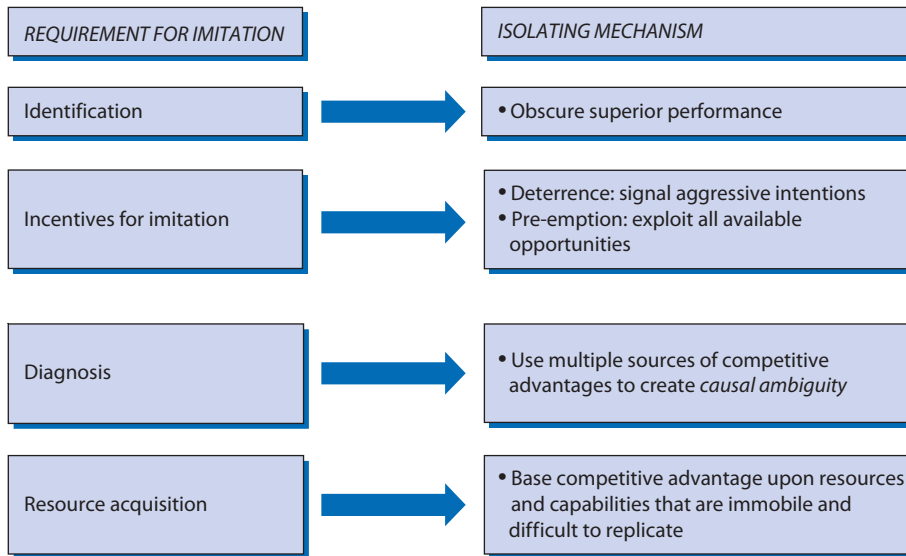 REQUIREMENT FOR IMITATION
ISOLATING MECHANISM
Identification
• Obscure superior performance
Incentives for imitation
• Deterrence: signal aggressive intentions
• Pre-emption: exploit all available
opportunities
Diagnosis
• Use multiple sources of competitive
advantages to create causal ambiguity
Resource acquisition
• Base competitive advantage upon resources
and capabilities that are immobile and
difficult to replicate